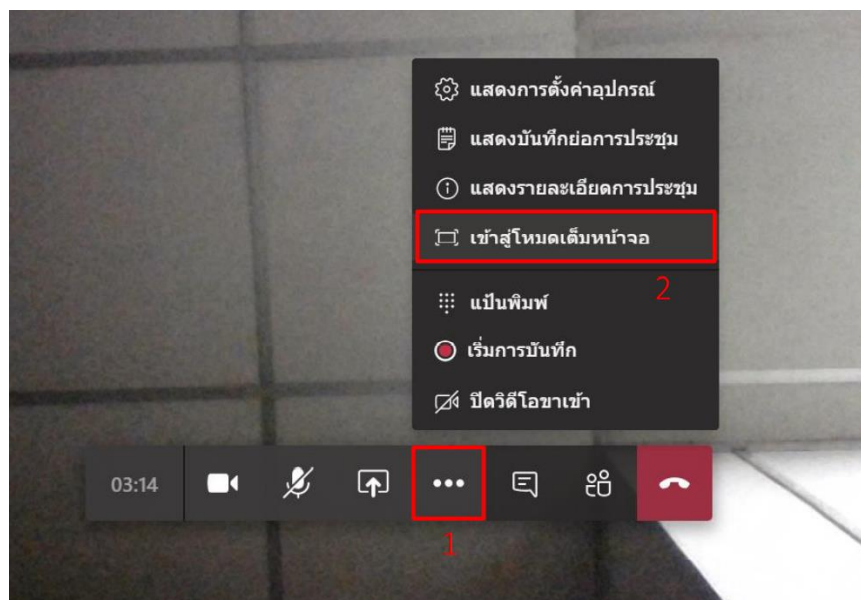 แสดงการตั้งค่าอุปกรณ์
แสดงบันทึกย่อการประชุม
แสดงรายละเอียดการประชุม
เข้าสู่โหมดเต็มหน้าจอ
2
แป้นพิมพ์
เริ่มการบันทึก
ปิดวิดีโอขาเข้า
03:14
1